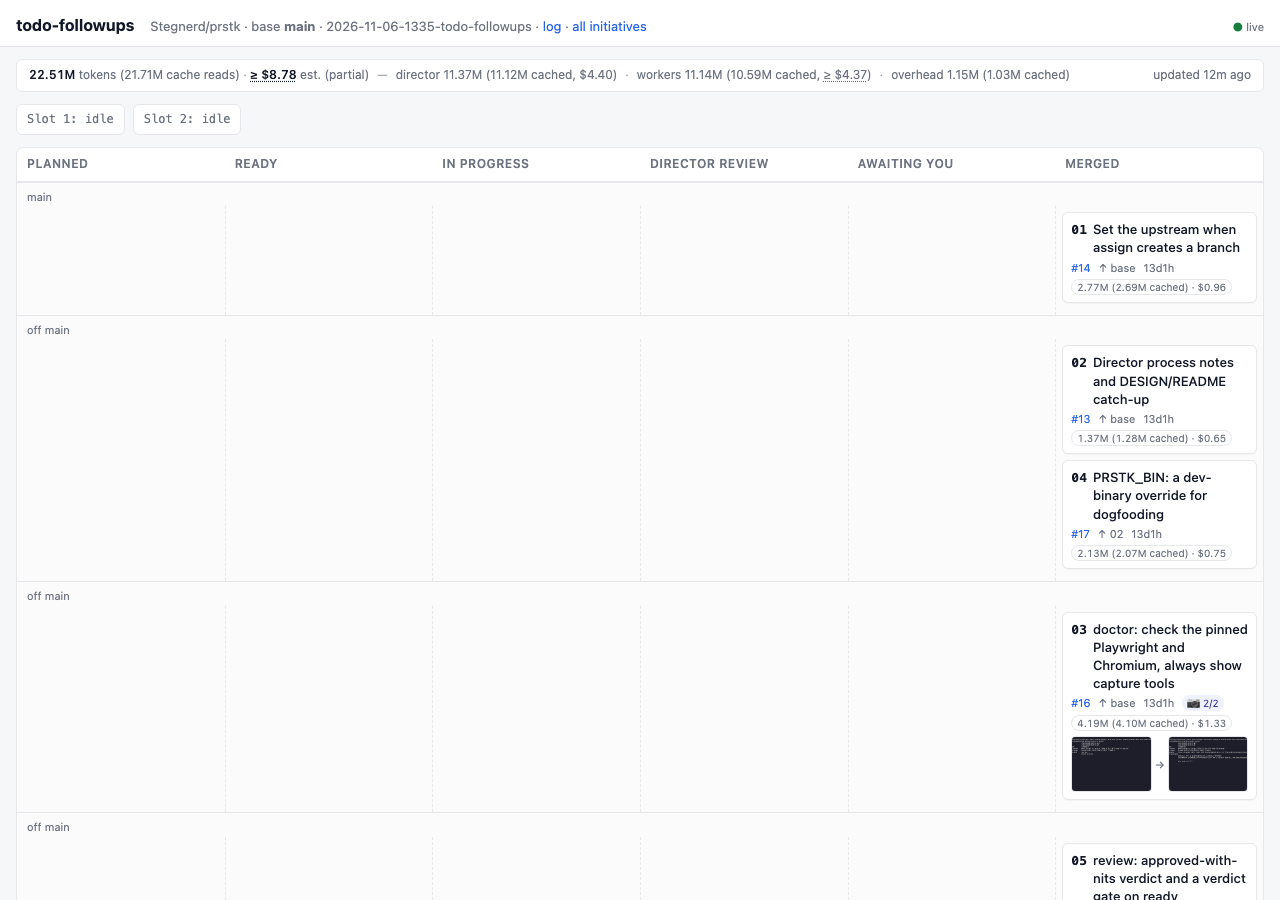 todo-followups Stegnerd/prstk · base main · 2026-11-06-1335-todo-followups · log · all initiatives live
22.51M tokens (21.71M cache reads) · ≥ $8.78 est. (partial) — director 11.37M (11.12M cached, $4.40) · workers 11.14M (10.59M cached, ≥ $4.37) · overhead 1.15M (1.03M cached) updated 12m ago
Slot 1: idle Slot 2: idle
PLANNED READY IN PROGRESS DIRECTOR REVIEW AWAITING YOU MERGED
main
01 Set the upstream when
assign creates a branch
#14 ↑ base 13d1h
2.77M (2.69M cached) · $0.96
off main
02 Director process notes
and DESIGN/README
catch-up
#13 ↑ base 13d1h
1.37M (1.28M cached) · $0.65
04 PRSTK_BIN: a dev-
binary override for
dogfooding
#17 ↑ 02 13d1h
2.13M (2.07M cached) · $0.75
off main
03 doctor: check the pinned
Playwright and
Chromium, always show
capture tools
#16 ↑ base 13d1h 📷 2/2
4.19M (4.10M cached) · $1.33
→
off main
05 review: approved-with-
nits verdict and a verdict
gate on ready